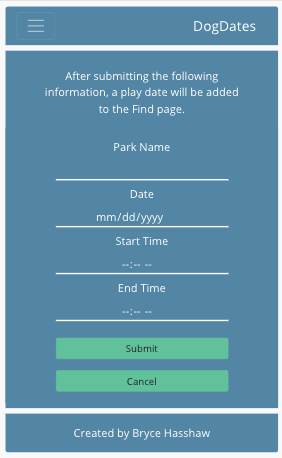 DogDates
After submitting the following
information, a play date will be added
to the Find page.
Park Name
Date
mm/dd/yyyy
Start Time
--:-- --
End Time
--:-- --
Submit
Cancel
Created by Bryce Hasshaw